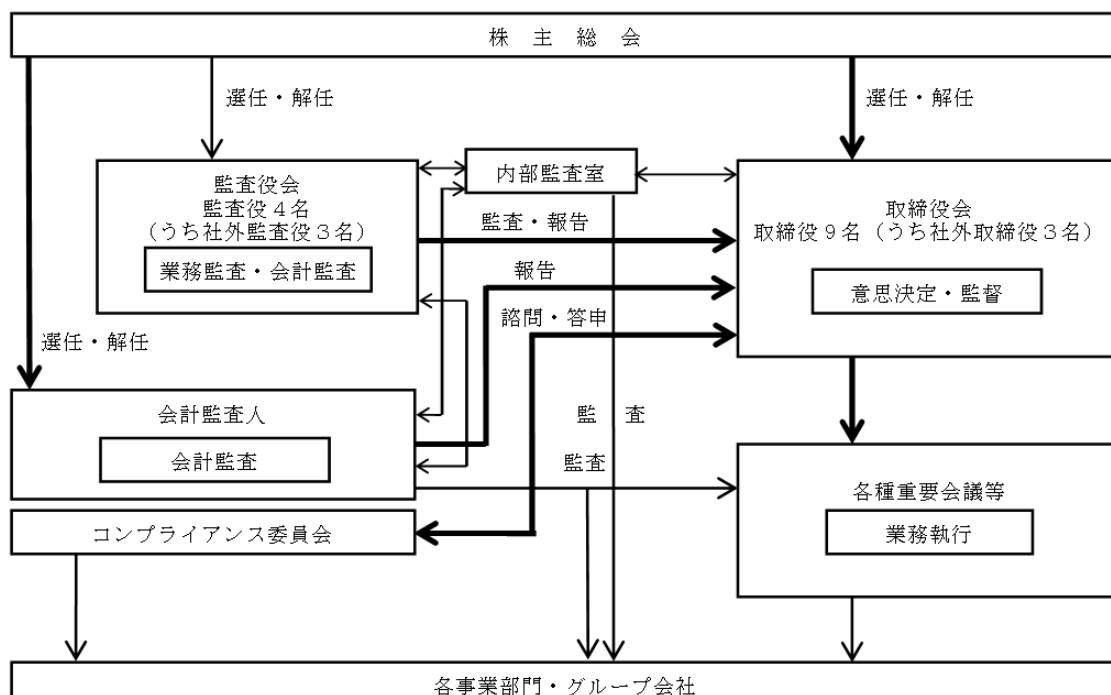 株主総会
選任・解任
選任・解任
監査役会
監査役4名
(うち社外監査役3名)
業務監査・会計監査
内部監査室
取締役会
取締役9名(うち社外取締役3名)
意思決定・監督
監査・報告
報告
諮問・答申
選任・解任
会計監査人
会計監査
監査
監査
各種重要会議等
業務執行
コンプライアンス委員会
各事業部門・グループ会社